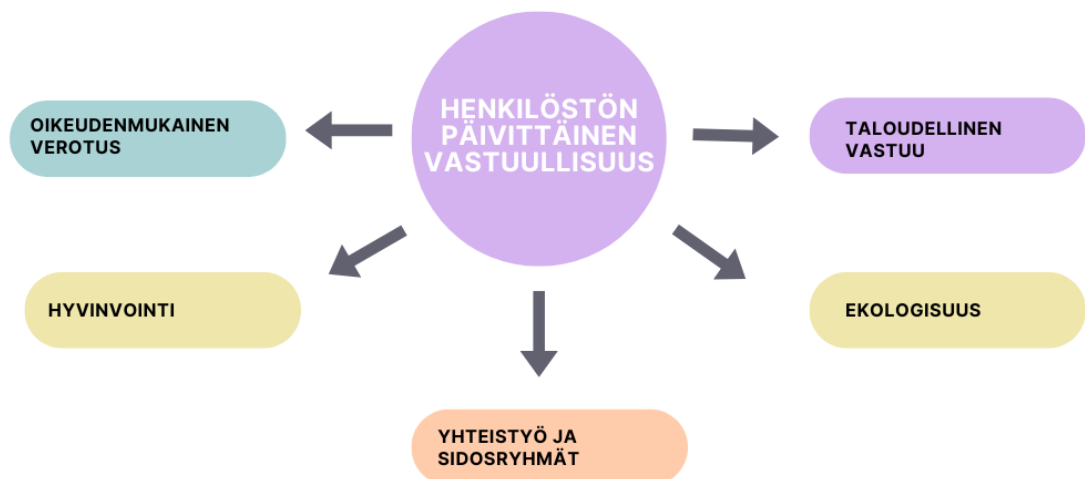 HENKILÖSTÖN
PÄIVITTÄINEN
VASTUULLISUUS
OIKEUDENMUKAINEN
VEROTUS
TALOUDELLINEN
VASTUU
HYVINVOINTI
EKOLOGISUUS
YHTEISTYÖ JA
SIDOSRYHMÄT